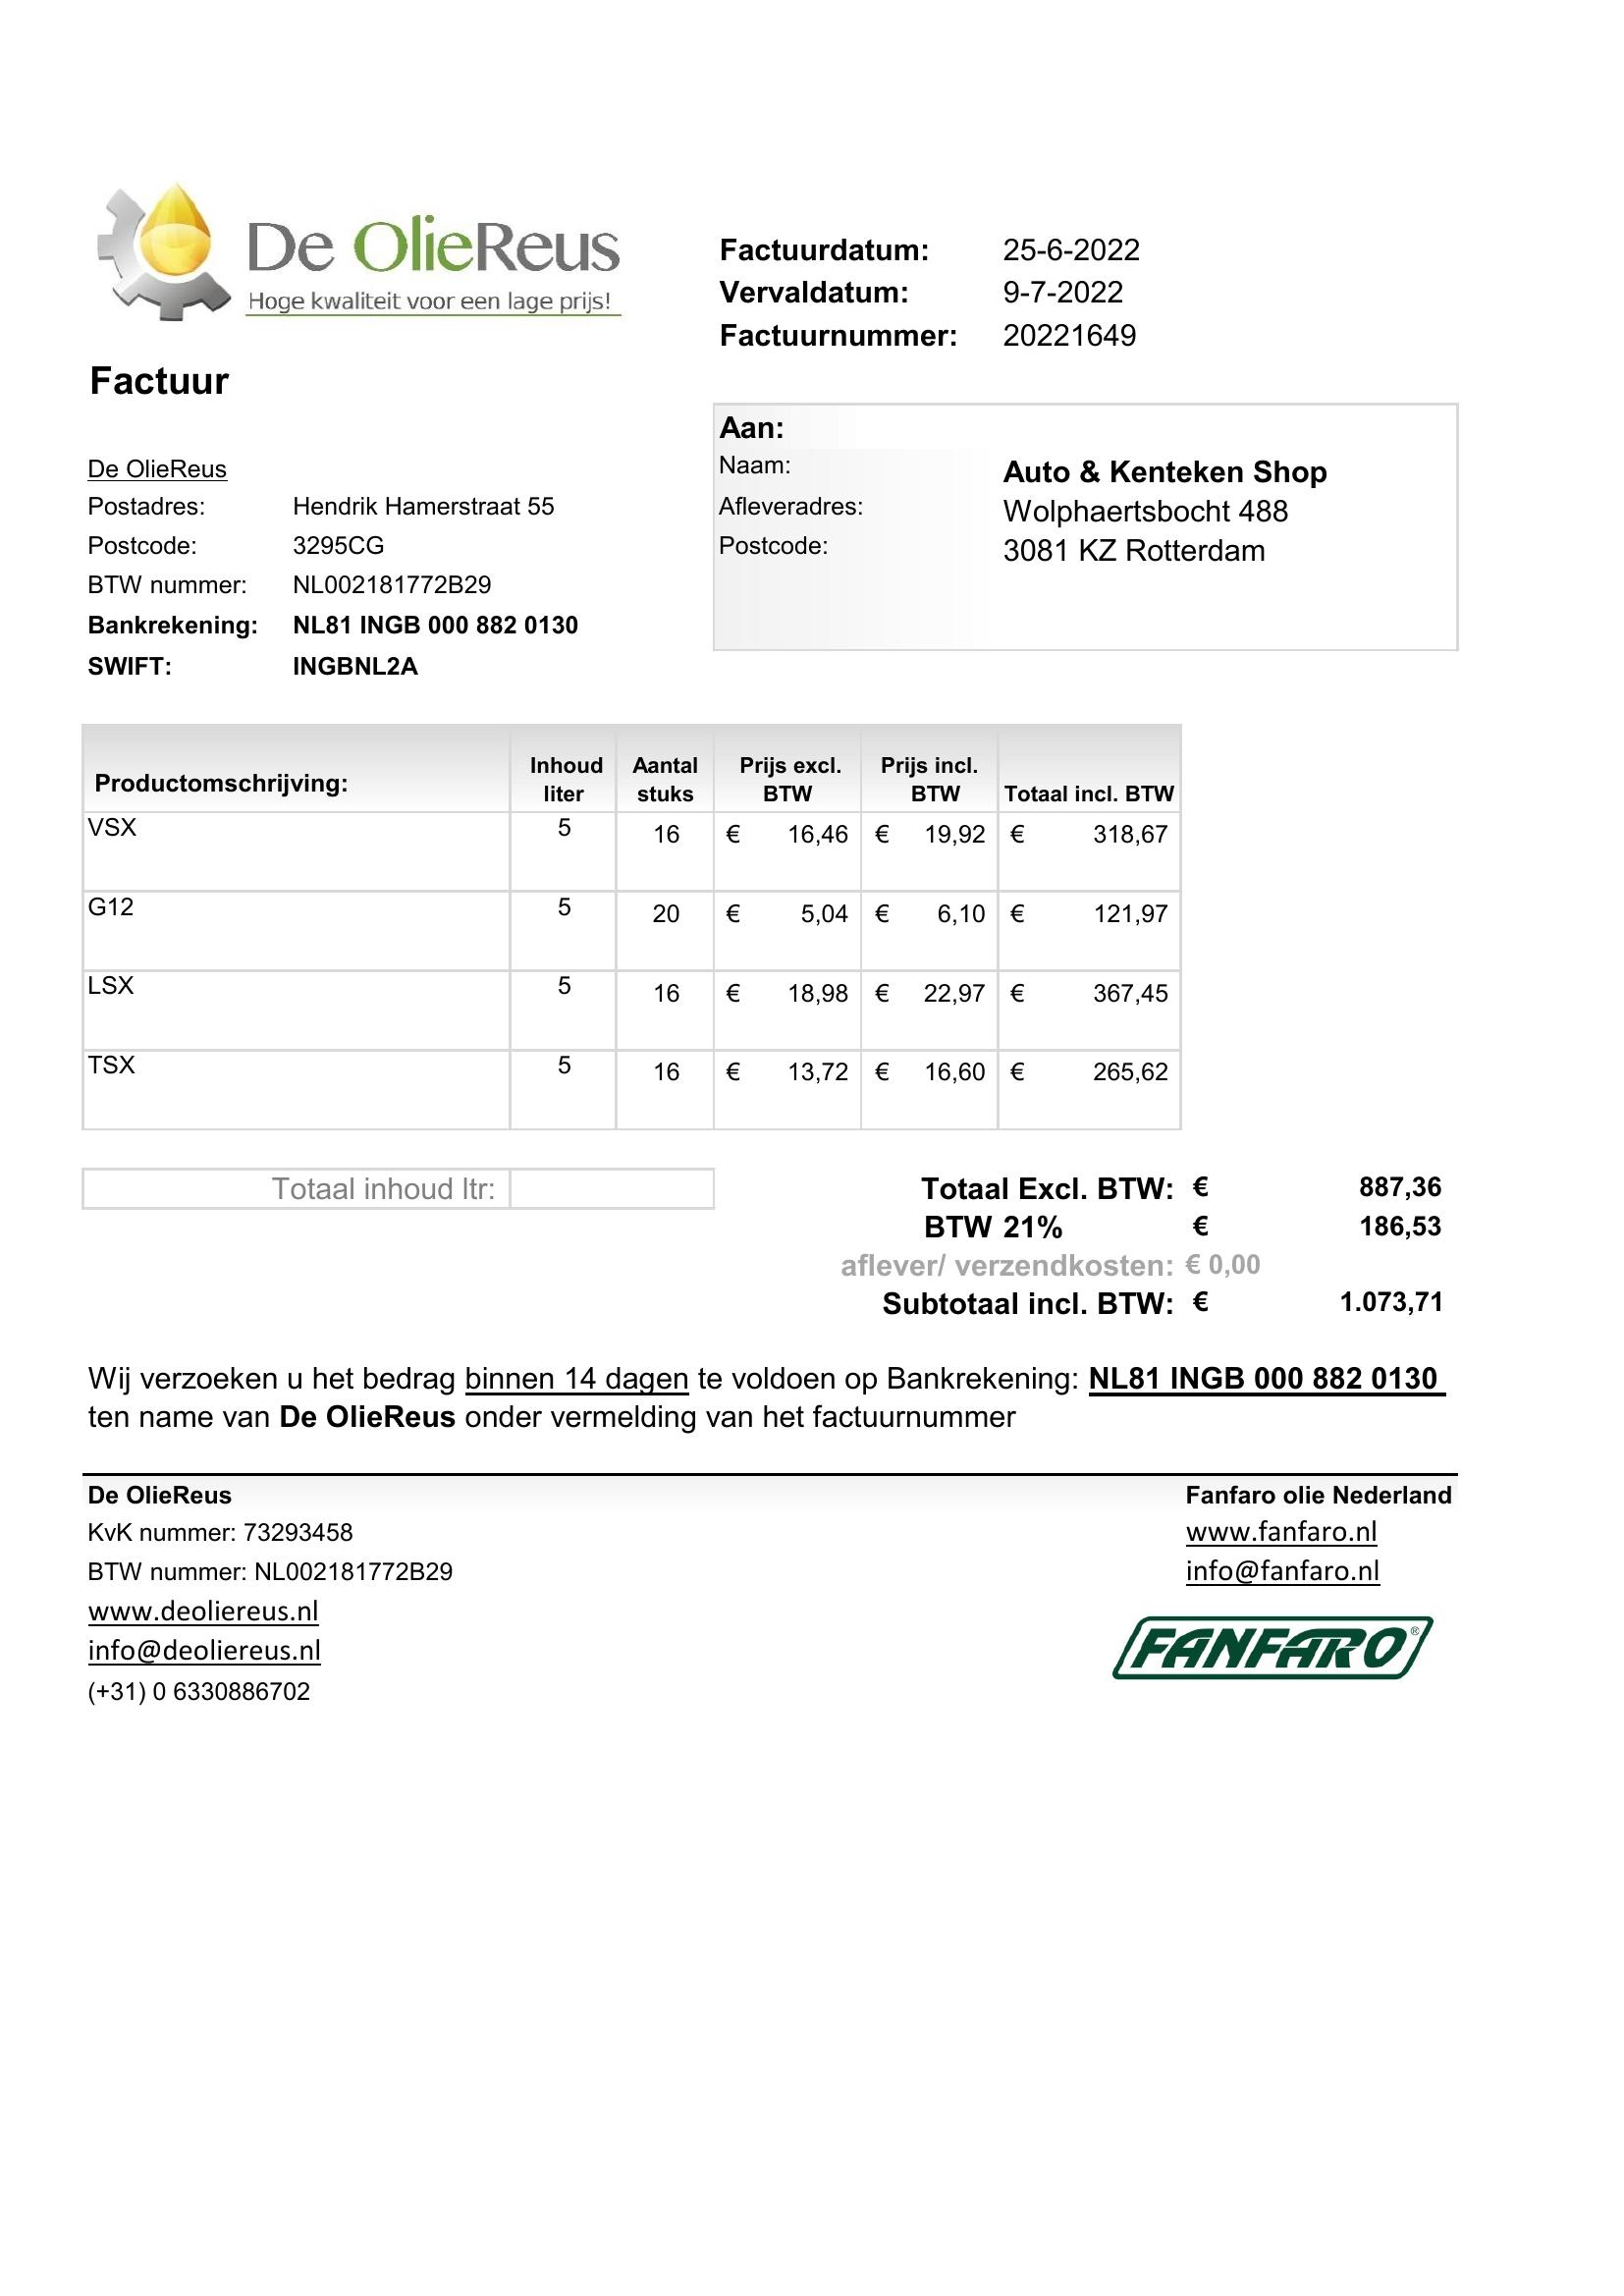 De OlieReus
Hoge kwaliteit voor een lage prijs!
Factuurdatum: 25-6-2022
Vervaldatum: 9-7-2022
Factuurnummer: 20221649
Factuur
De OlieReus
Postadres: Hendrik Hamerstraat 55
Postcode: 3295CG
BTW nummer: NL002181772B29
Bankrekening: NL81 INGB 000 882 0130
SWIFT: INGBNL2A
Aan:
Naam: Auto & Kenteken Shop
Afleveradres: Wolphaertsbocht 488
Postcode: 3081 KZ Rotterdam
Productomschrijving: Inhoud liter Aantal stuks Prijs excl. BTW Prijs incl. BTW Totaal incl. BTW
VSX 5 16 € 16,46 € 19,92 € 318,67
G12 5 20 € 5,04 € 6,10 € 121,97
LSX 5 16 € 18,98 € 22,97 € 367,45
TSX 5 16 € 13,72 € 16,60 € 265,62
Totaal inhoud ltr:
Totaal Excl. BTW: € 887,36
BTW 21% € 186,53
aflever/ verzendkosten: € 0,00
Subtotaal incl. BTW: € 1.073,71
Wij verzoeken u het bedrag binnen 14 dagen te voldoen op Bankrekening: NL81 INGB 000 882 0130
ten name van De OlieReus onder vermelding van het factuurnummer
De OlieReus
KvK nummer: 73293458
BTW nummer: NL002181772B29
www.deoliereus.nl
info@deoliereus.nl
(+31) 0 6330886702
Fanfaro olie Nederland
www.fanfaro.nl
info@fanfaro.nl
FANFARO®